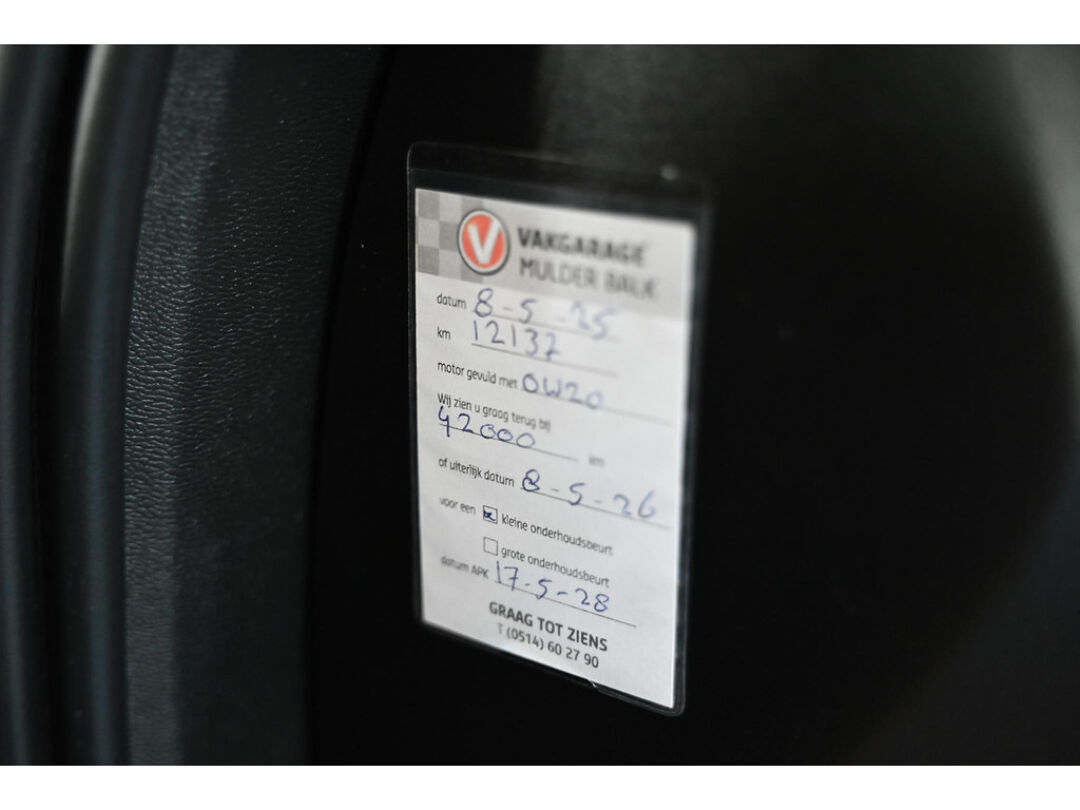 V VAKGARAGE
MULDER BALK
datum 8-5-25
km 12137
motor gevuld met 0W20
Wij zien u graag terug bij
42000 km
of uiterlijk datum 8-5-26
voor een kleine onderhoudsbeurt
grote onderhoudsbeurt
datum APK 17-5-28
GRAAG TOT ZIENS
T (0514) 60 27 90